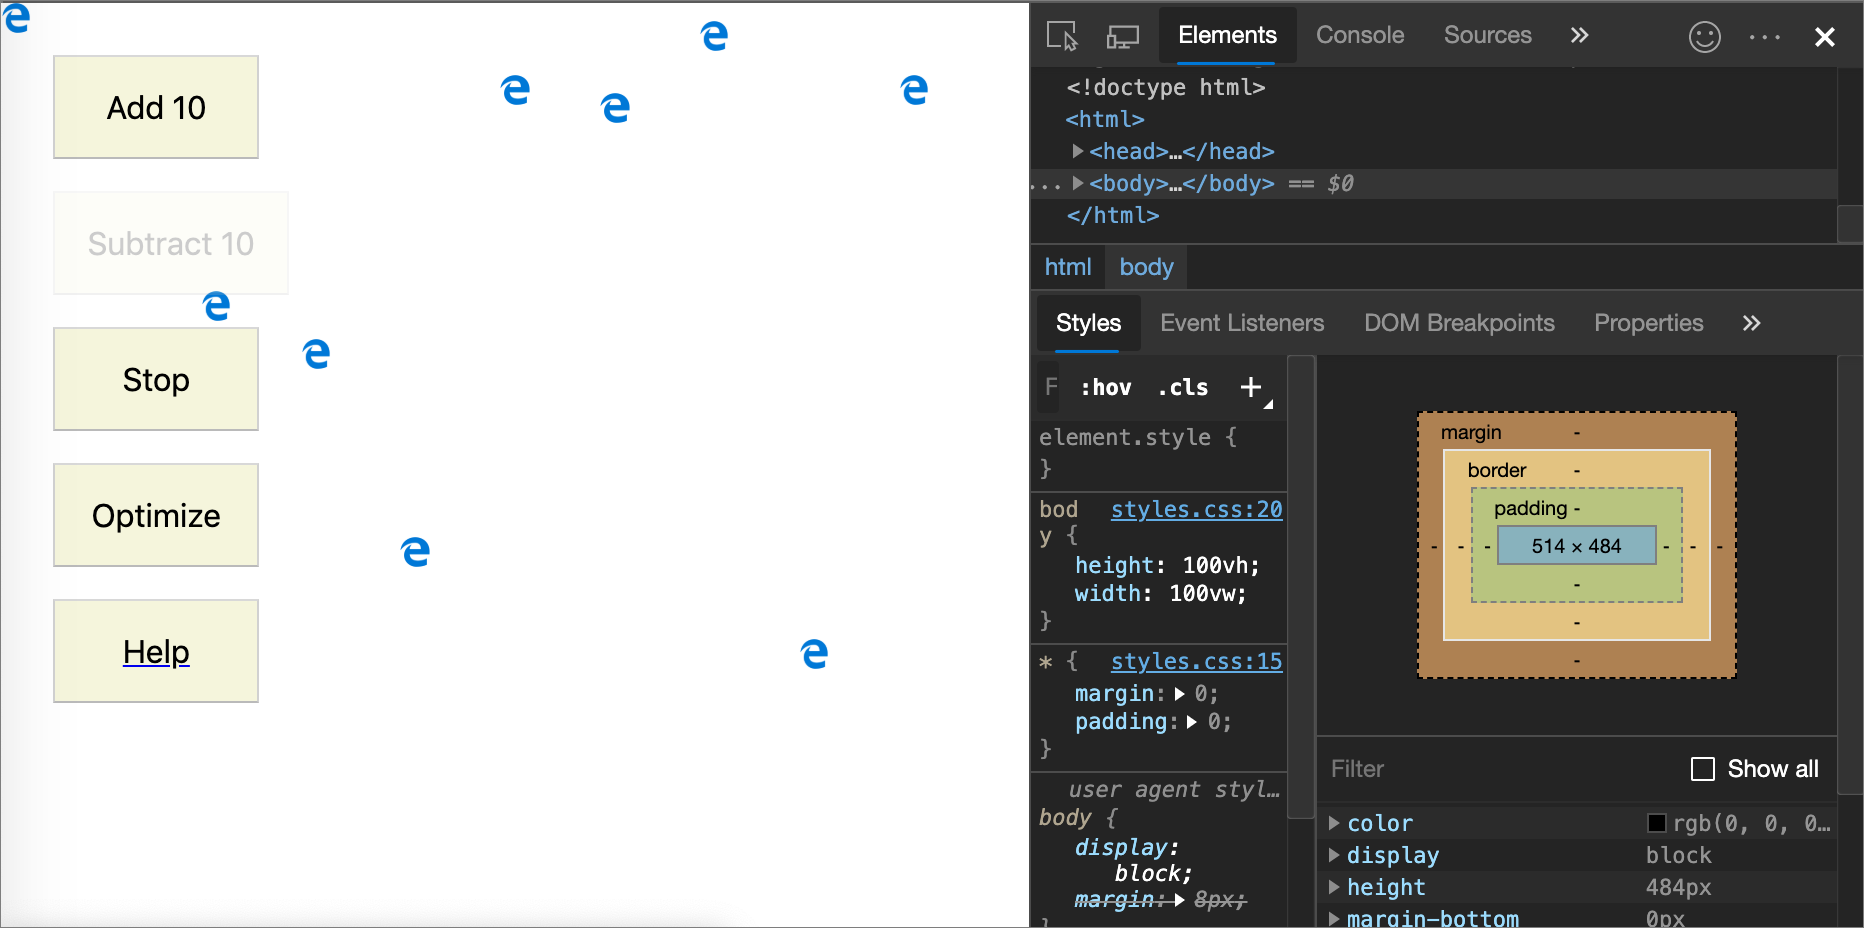 Add 10
Subtract 10
Stop
Optimize
Help
Elements Console Sources »
<!doctype html>
<html>
▶<head>…</head>
... ▶<body>…</body> == $0
</html>
html body
Styles Event Listeners DOM Breakpoints Properties »
F :hov .cls +
element.style {
}
bod styles.css:20
y {
height: 100vh;
width: 100vw;
}
* { styles.css:15
margin:▶ 0;
padding:▶ 0;
}
user agent styl…
body {
display:
block;
margin:▶ 8px;
}
margin -
border -
padding -
- - - 514 × 484 - - -
-
-
-
Filter Show all
▶ color rgb(0, 0, 0…
▶ display block
▶ height 484px
▶ margin-bottom 0px